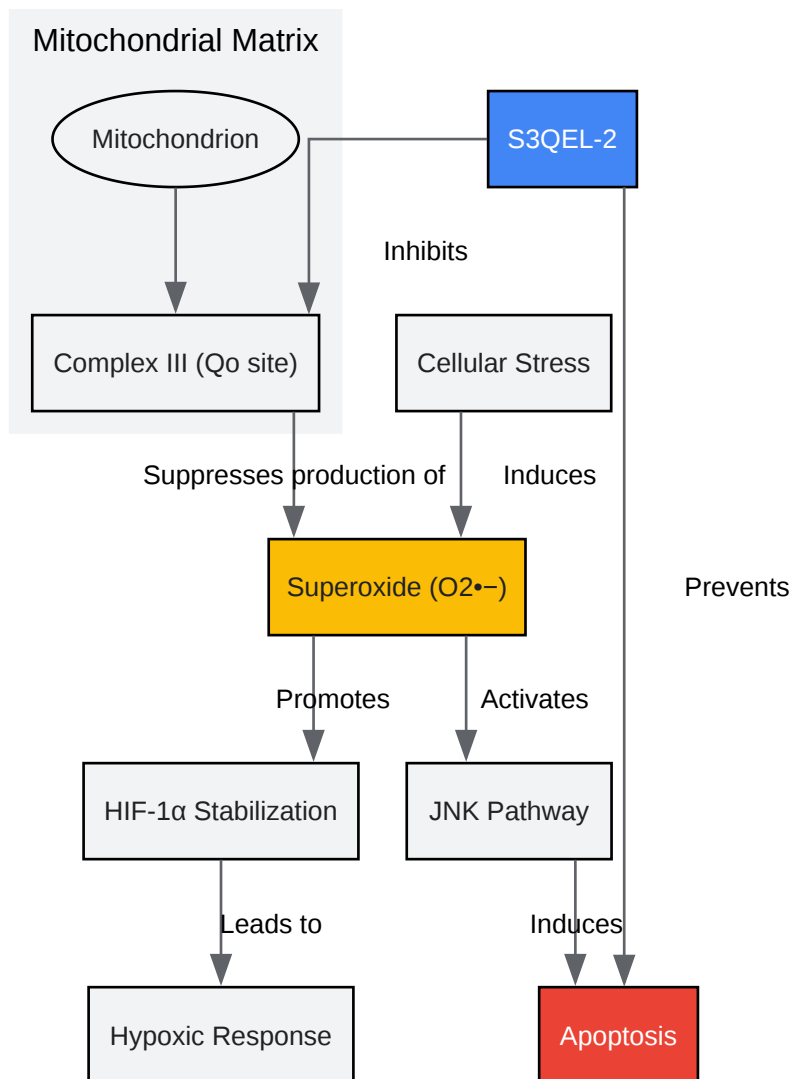 Mitochondrial Matrix
Mitochondrion
S3QEL-2
Inhibits
Complex III (Qo site)
Cellular Stress
Suppresses production of
Induces
Superoxide (O2•−)
Prevents
Promotes
Activates
HIF-1α Stabilization
JNK Pathway
Leads to
Induces
Hypoxic Response
Apoptosis